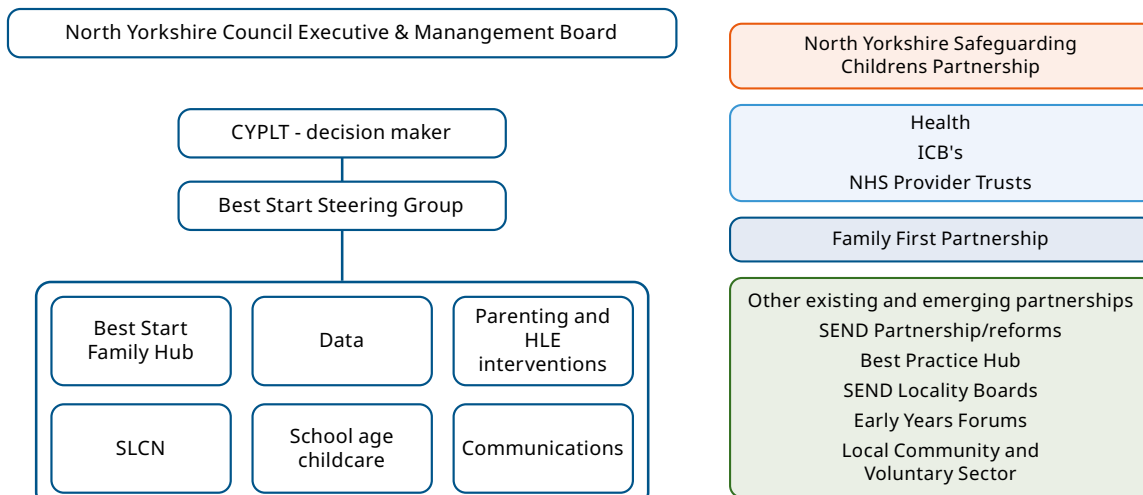 North Yorkshire Council Executive & Manangement Board
CYPLT - decision maker
Best Start Steering Group
Best Start
Family Hub
Data
Parenting and
HLE
interventions
SLCN
School age
childcare
Communications
North Yorkshire Safeguarding
Childrens Partnership
Health
ICB's
NHS Provider Trusts
Family First Partnership
Other existing and emerging partnerships
SEND Partnership/reforms
Best Practice Hub
SEND Locality Boards
Early Years Forums
Local Community and
Voluntary Sector